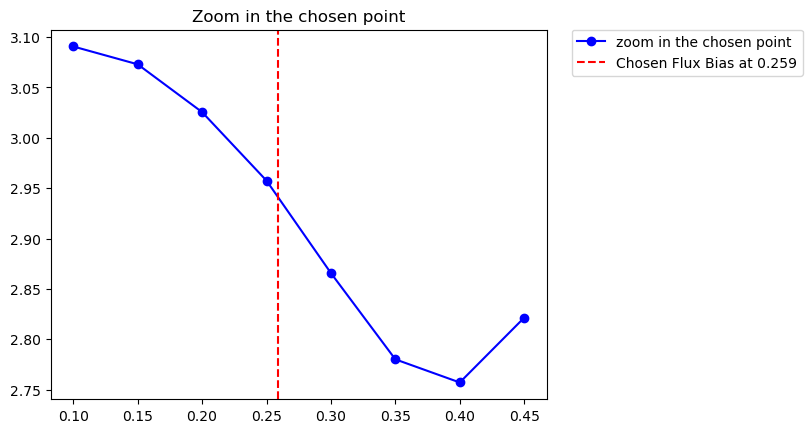 Zoom in the chosen point
zoom in the chosen point
Chosen Flux Bias at 0.259
3.10
3.05
3.00
2.95
2.90
2.85
2.80
2.75
0.10 0.15 0.20 0.25 0.30 0.35 0.40 0.45